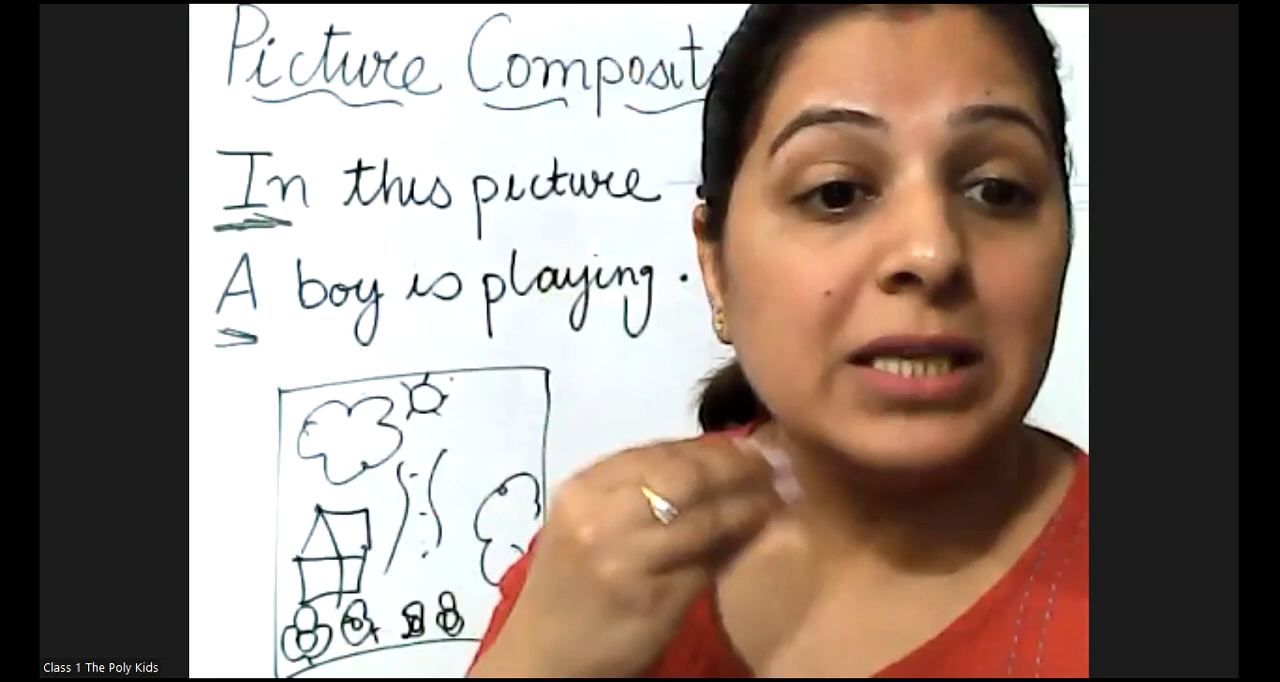 Picture Composit
In this picture
A boy is playing.
Class 1 The Poly Kids